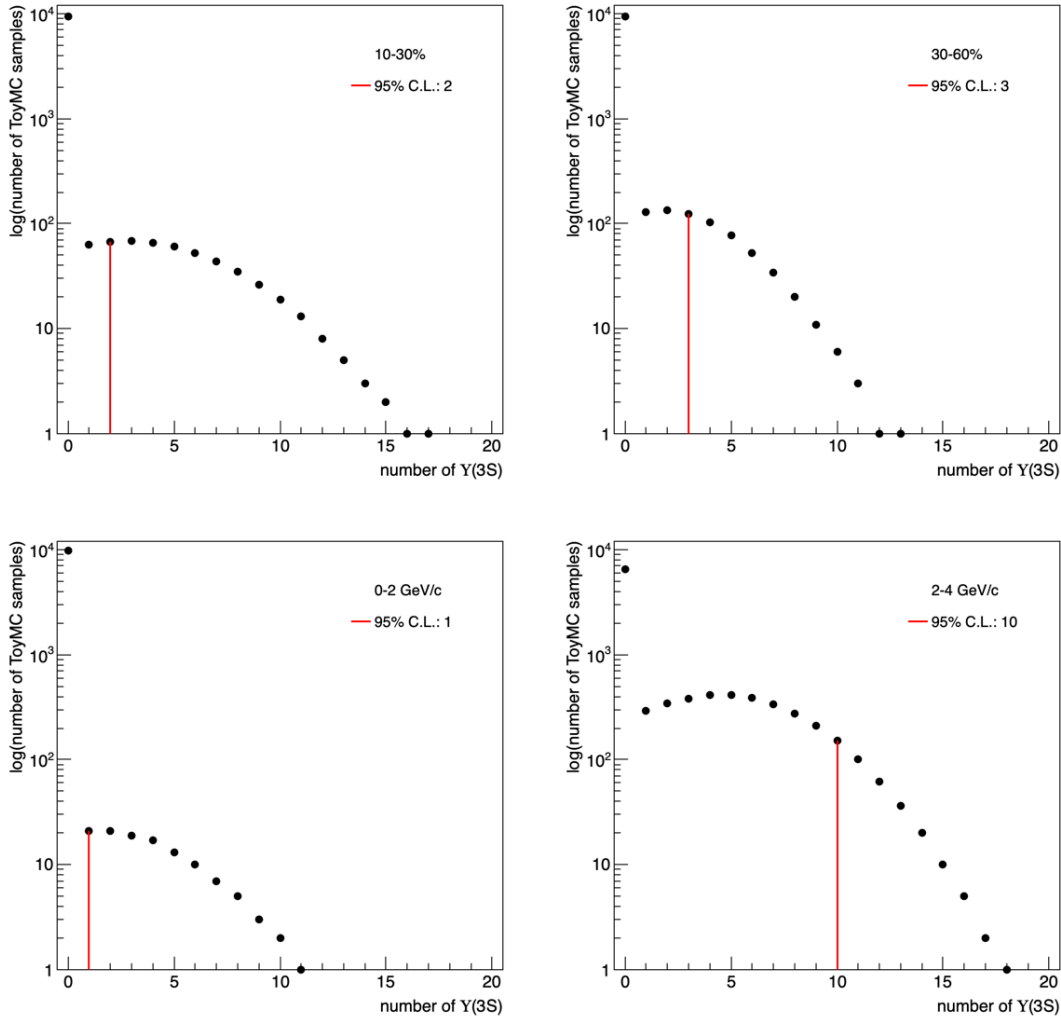 log(number of ToyMC samples)
10⁴
10³
10²
10
1
10-30%
95% C.L.: 2
0 5 10 15 20
number of ϒ(3S)
log(number of ToyMC samples)
10⁴
10³
10²
10
1
30-60%
95% C.L.: 3
0 5 10 15 20
number of ϒ(3S)
log(number of ToyMC samples)
10⁴
10³
10²
10
1
0-2 GeV/c
95% C.L.: 1
0 5 10 15 20
number of ϒ(3S)
log(number of ToyMC samples)
10⁴
10³
10²
10
1
2-4 GeV/c
95% C.L.: 10
0 5 10 15 20
number of ϒ(3S)